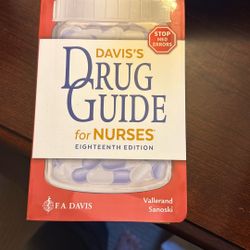 STOP MED
ERRORS
DAVIS'S
DRUG
GUIDE
for NURSES
EIGHTEENTH EDITION
F.A. DAVIS
Vallerand
Sanoski